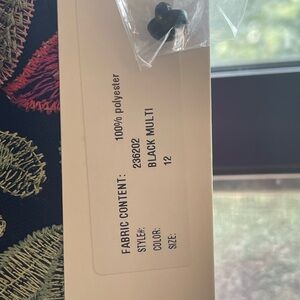 FABRIC CONTENT: 100% polyester
STYLE#: 236202
COLOR: BLACK MULTI
SIZE: 12